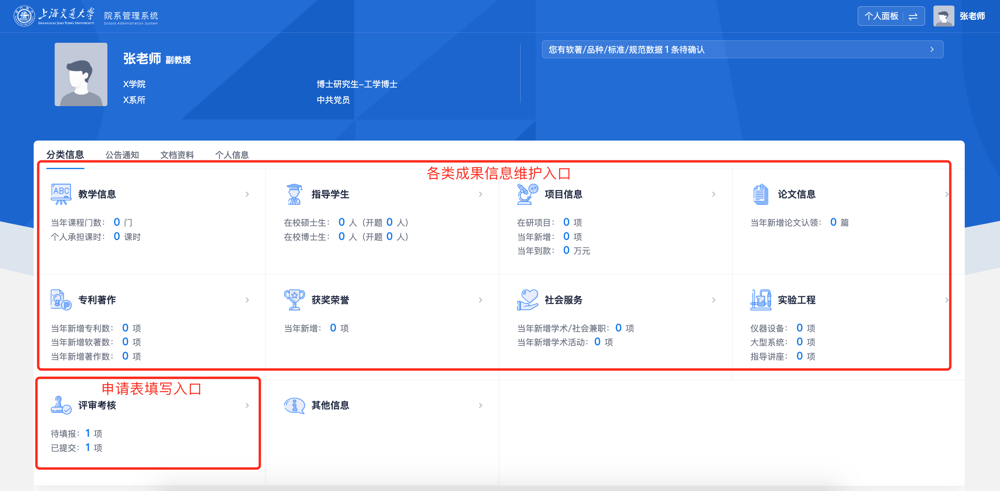 上海交通大学
SHANGHAI JIAO TONG UNIVERSITY
院系管理系统
School Administration System
个人面板
张老师
张老师 副教授
X学院
博士研究生-工学博士
X系所
中共党员
您有软著/品种/标准/规范数据 1 条待确认
分类信息
公告通知
文档资料
个人信息
各类成果信息维护入口
ABC
教学信息
当年课程门数： 0 门
个人承担课时： 0 课时
指导学生
在校硕士生： 0 人（开题 0 人）
在校博士生： 0 人（开题 0 人）
项目信息
在研项目： 0 项
当年新增： 0 项
当年到款： 0 万元
论文信息
当年新增论文认领： 0 篇
P
专利著作
当年新增专利数： 0 项
当年新增软著数： 0 项
当年新增著作数： 0 项
获奖荣誉
当年新增： 0 项
社会服务
当年新增学术/社会兼职： 0 项
当年新增学术活动： 0 项
实验工程
仪器设备： 0 项
大型系统： 0 项
指导讲座： 0 项
申请表填写入口
评审考核
待填报： 1 项
已提交： 1 项
其他信息